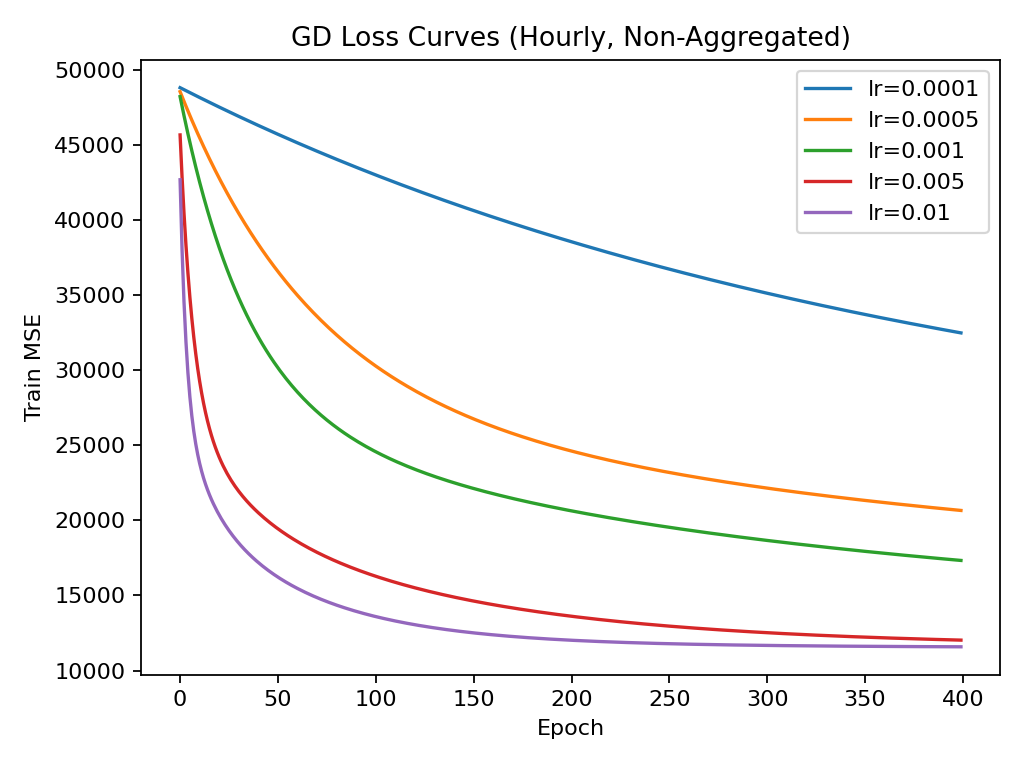 GD Loss Curves (Hourly, Non-Aggregated)
50000
45000
40000
35000
30000
25000
20000
15000
10000
Train MSE
lr=0.0001
lr=0.0005
lr=0.001
lr=0.005
lr=0.01
0 50 100 150 200 250 300 350 400
Epoch